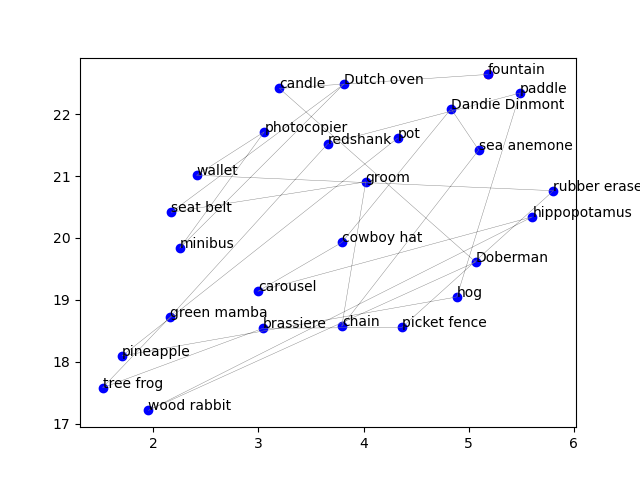 fountain
Dutch oven
candle
paddle
Dandie Dinmont
photocopier
pot
redshank
sea anemone
wallet
groom
rubber erase
seat belt
hippopotamus
minibus
cowboy hat
Doberman
carousel
hog
green mamba
brassiere
chain
picket fence
pineapple
tree frog
wood rabbit
22
21
20
19
18
17
2
3
4
5
6